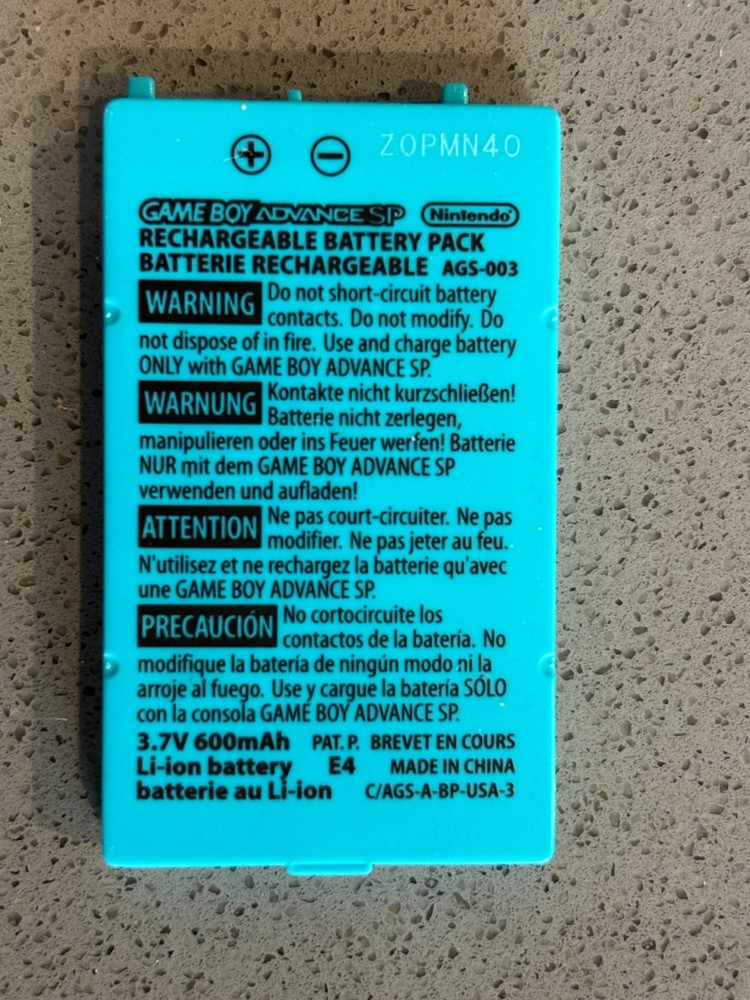 + − ZOPMN40
GAME BOY ADVANCE SP Nintendo®
RECHARGEABLE BATTERY PACK
BATTERIE RECHARGEABLE AGS-003
WARNING Do not short-circuit battery
contacts. Do not modify. Do
not dispose of in fire. Use and charge battery
ONLY with GAME BOY ADVANCE SP.
WARNUNG Kontakte nicht kurzschließen!
Batterie nicht zerlegen,
manipulieren oder ins Feuer werfen! Batterie
NUR mit dem GAME BOY ADVANCE SP
verwenden und aufladen!
ATTENTION Ne pas court-circuiter. Ne pas
modifier. Ne pas jeter au feu.
N'utilisez et ne rechargez la batterie qu'avec
une GAME BOY ADVANCE SP.
PRECAUCIÓN No cortocircuite los
contactos de la batería. No
modifique la batería de ningún modo ni la
arroje al fuego. Use y cargue la batería SÓLO
con la consola GAME BOY ADVANCE SP.
3.7V 600mAh PAT. P. BREVET EN COURS
Li-ion battery E4 MADE IN CHINA
batterie au Li-ion C/AGS-A-BP-USA-3